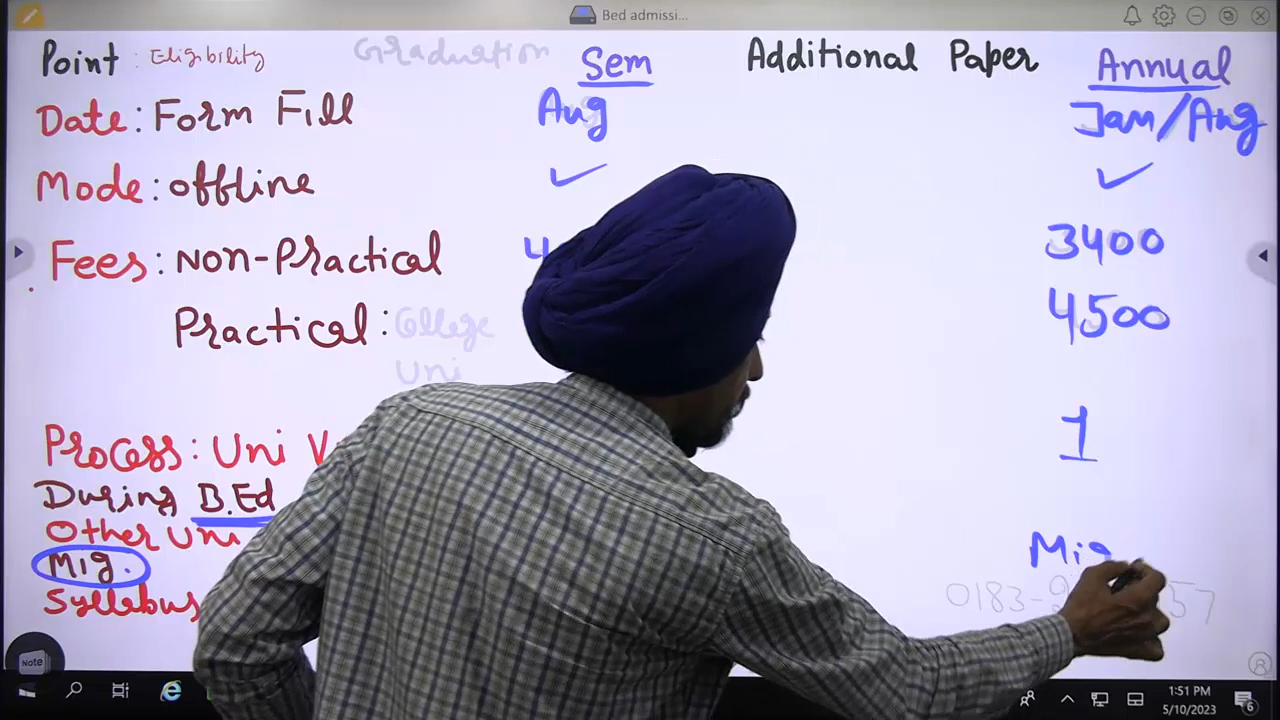 Bed admissi...
Point : Eligibility Graduation Sem Additional Paper Annual
Date: Form Fill Aug Jan/Aug
Mode: offline
Fees: Non-Practical 4 3400
Practical: College 4500
Uni
Process: Uni V 1
During B.Ed
Other Uni
Mig. Mig
Syllabus 0183- 57
Note
1:51 PM
5/10/2023
6